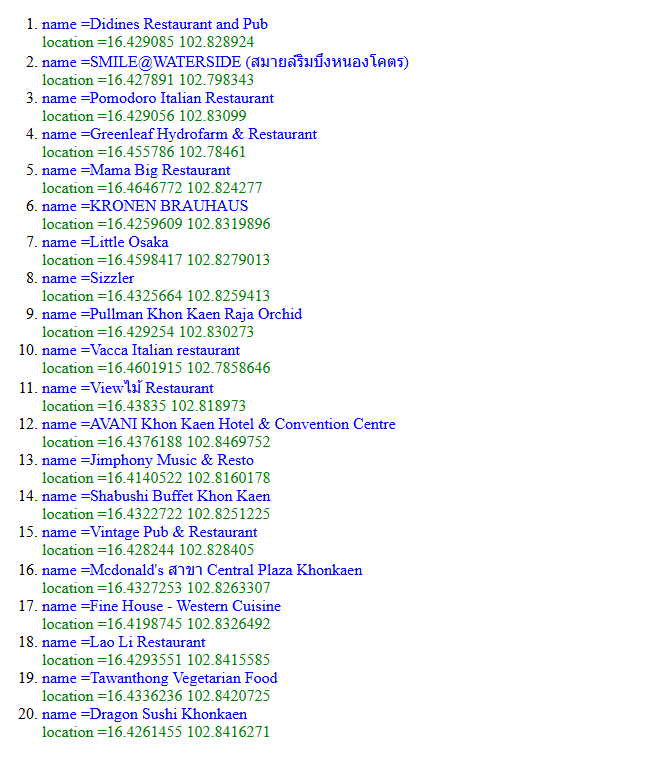 1. name =Didines Restaurant and Pub
location =16.429085 102.828924
2. name =SMILE@WATERSIDE (สมายล์ริมบึงหนองโคตร)
location =16.427891 102.798343
3. name =Pomodoro Italian Restaurant
location =16.429056 102.83099
4. name =Greenleaf Hydrofarm & Restaurant
location =16.455786 102.78461
5. name =Mama Big Restaurant
location =16.4646772 102.824277
6. name =KRONEN BRAUHAUS
location =16.4259609 102.8319896
7. name =Little Osaka
location =16.4598417 102.8279013
8. name =Sizzler
location =16.4325664 102.8259413
9. name =Pullman Khon Kaen Raja Orchid
location =16.429254 102.830273
10. name =Vacca Italian restaurant
location =16.4601915 102.7858646
11. name =Viewไม้ Restaurant
location =16.43835 102.818973
12. name =AVANI Khon Kaen Hotel & Convention Centre
location =16.4376188 102.8469752
13. name =Jimphony Music & Resto
location =16.4140522 102.8160178
14. name =Shabushi Buffet Khon Kaen
location =16.4322722 102.8251225
15. name =Vintage Pub & Restaurant
location =16.428244 102.828405
16. name =Mcdonald's สาขา Central Plaza Khonkaen
location =16.4327253 102.8263307
17. name =Fine House - Western Cuisine
location =16.4198745 102.8326492
18. name =Lao Li Restaurant
location =16.4293551 102.8415585
19. name =Tawanthong Vegetarian Food
location =16.4336236 102.8420725
20. name =Dragon Sushi Khonkaen
location =16.4261455 102.8416271